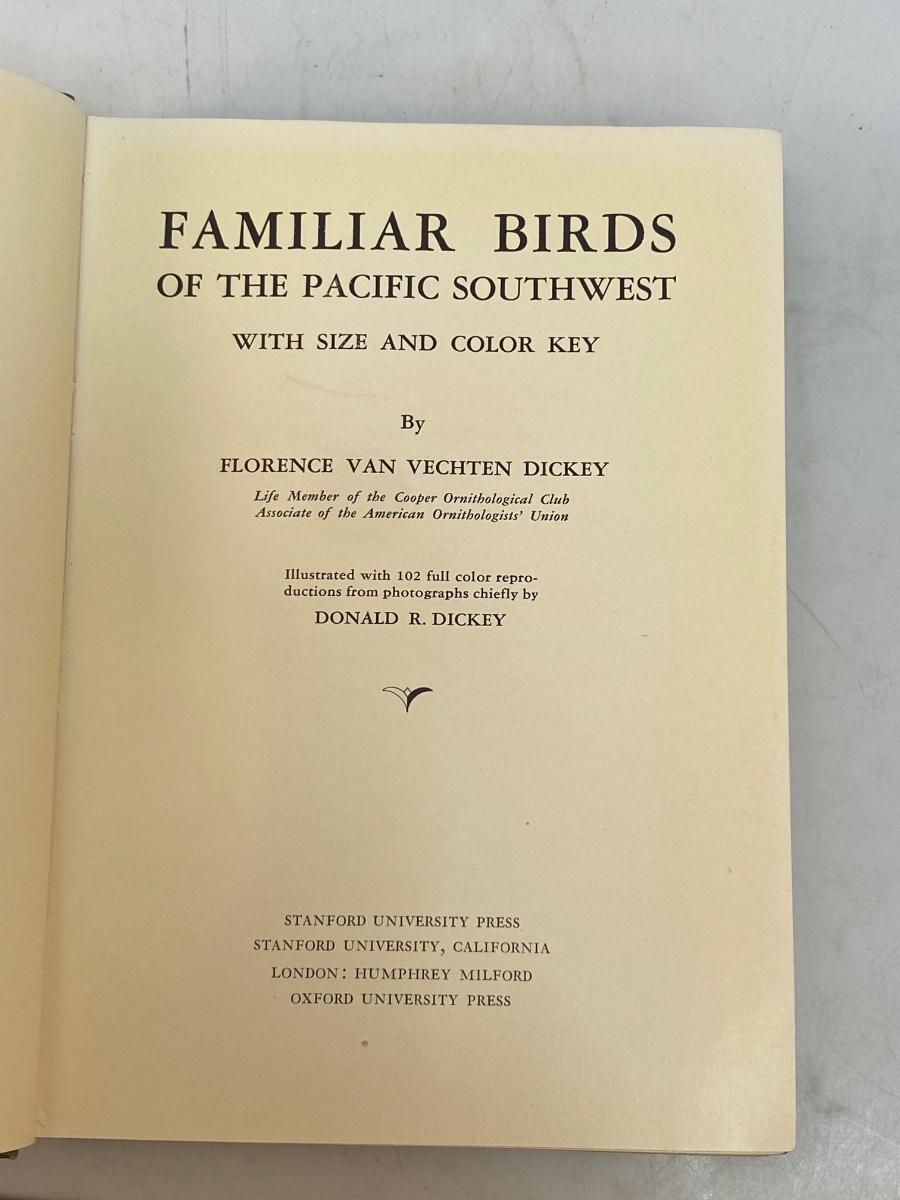 FAMILIAR BIRDS
OF THE PACIFIC SOUTHWEST
WITH SIZE AND COLOR KEY
By
FLORENCE VAN VECHTEN DICKEY
Life Member of the Cooper Ornithological Club
Associate of the American Ornithologists' Union
Illustrated with 102 full color repro-
ductions from photographs chiefly by
DONALD R. DICKEY
STANFORD UNIVERSITY PRESS
STANFORD UNIVERSITY, CALIFORNIA
LONDON: HUMPHREY MILFORD
OXFORD UNIVERSITY PRESS